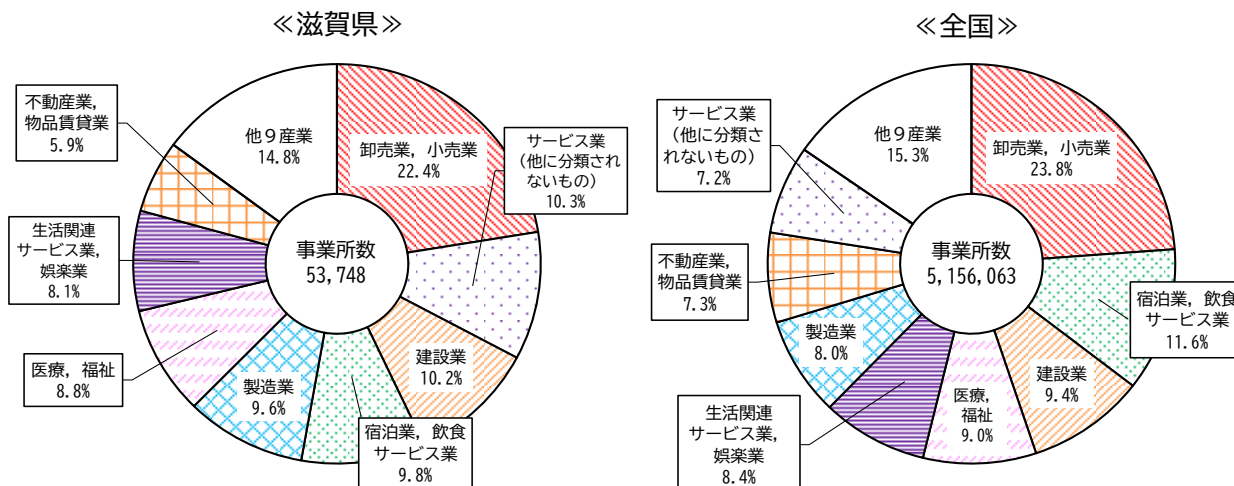 ≪滋賀県≫
卸売業，小売業
22.4%
サービス業
（他に分類され
ないもの）
10.3%
建設業
10.2%
宿泊業，飲食
サービス業
9.8%
製造業
9.6%
医療，福祉
8.8%
生活関連
サービス業，
娯楽業
8.1%
不動産業，
物品賃貸業
5.9%
他９産業
14.8%
事業所数
53,748
≪全国≫
卸売業，小売業
23.8%
宿泊業，飲食
サービス業
11.6%
建設業
9.4%
医療，
福祉
9.0%
生活関連
サービス業，
娯楽業
8.4%
製造業
8.0%
不動産業，
物品賃貸業
7.3%
サービス業
（他に分類さ
れないもの）
7.2%
他９産業
15.3%
事業所数
5,156,063